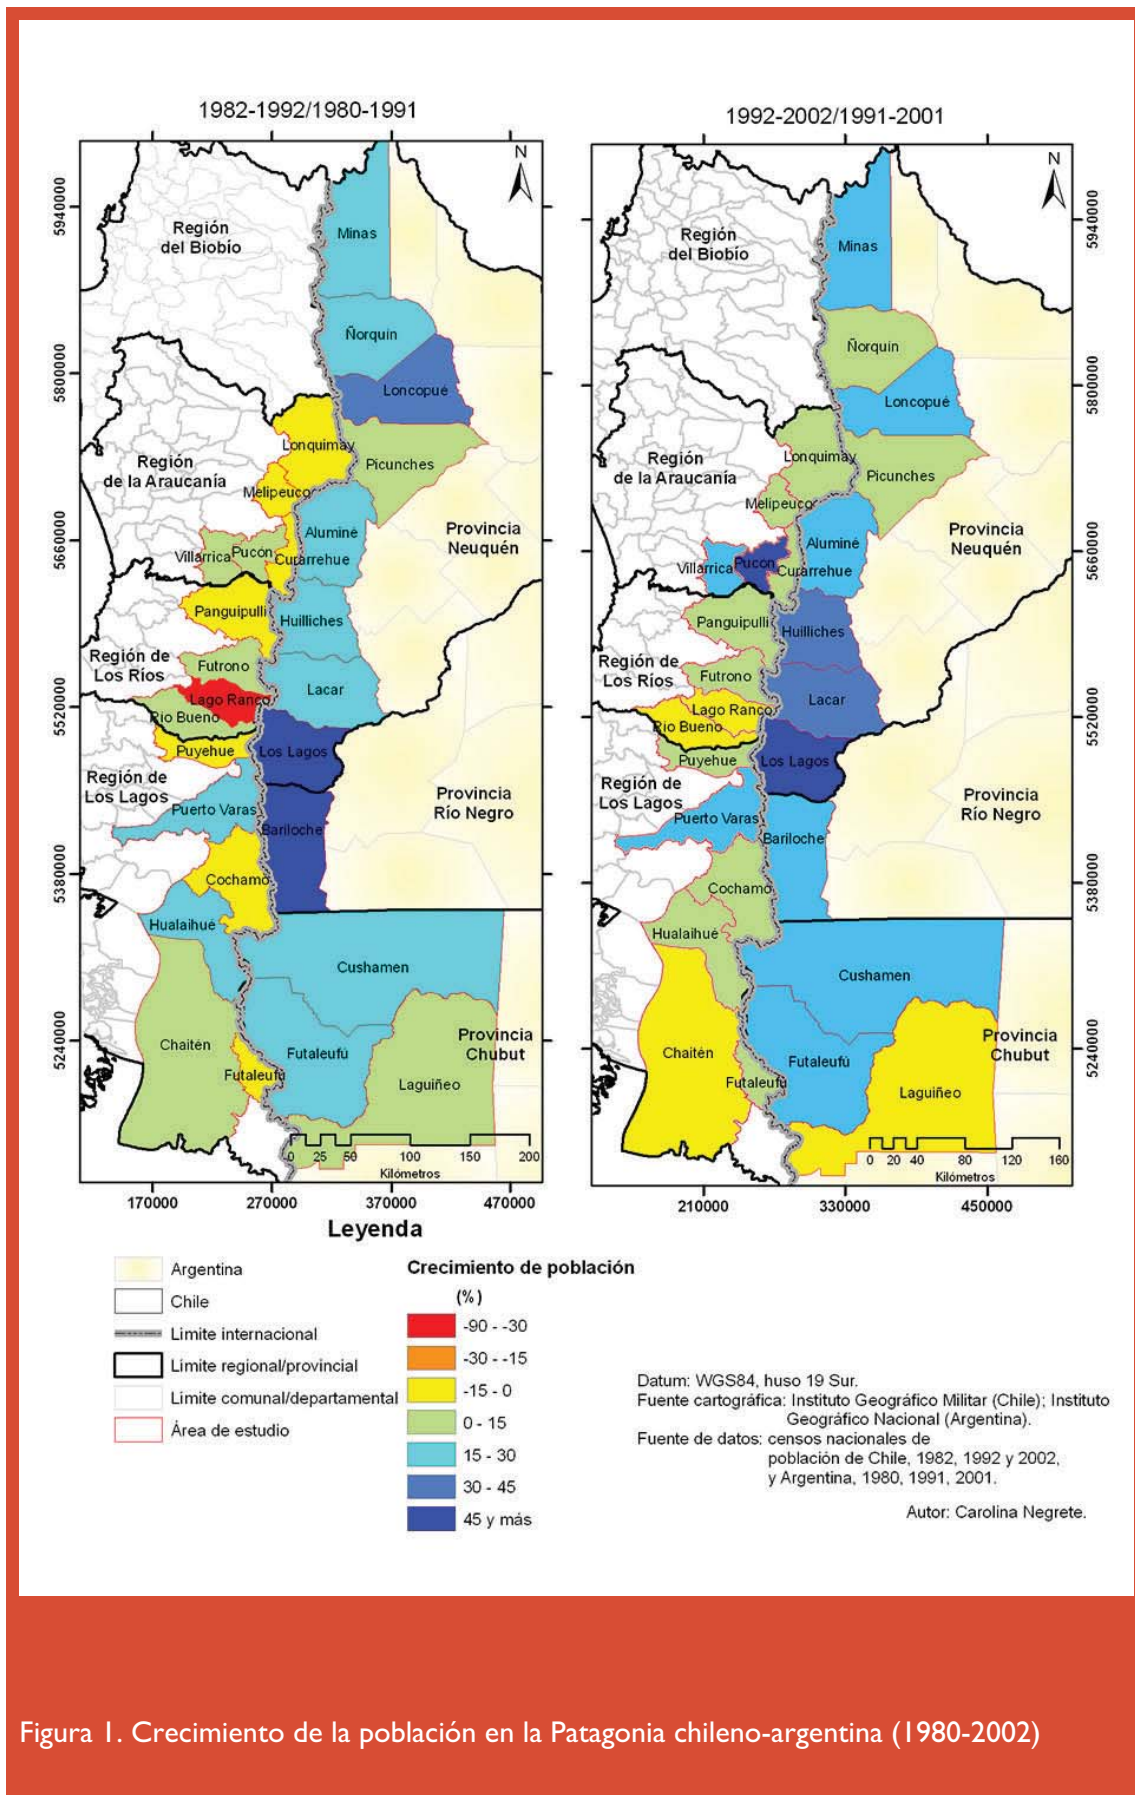 1982-1992/1980-1991
N
5940000
5800000
5660000
5520000
5380000
5240000
Región
del Biobío
Minas
Ñorquín
Loncopué
Lonquimay
Región
de la Araucanía
Picunches
Melipeuco
Aluminé
Provincia
Neuquén
Villarrica
Pucón
Curarrehue
Panguipulli
Huilliches
Región de
Los Ríos
Futrono
Lago Ranco
Lacar
Rio Bueno
Puyehue
Los Lagos
Región de
Los Lagos
Puerto Varas
Provincia
Río Negro
Bariloche
Cochamó
Hualaihué
Cushamen
Chaitén
Futaleufú
Provincia
Chubut
Futaleufú
Laguiñeo
0 25 50 100 150 200
Kilómetros
170000 270000 370000 470000
1992-2002/1991-2001
N
5940000
5800000
5660000
5520000
5380000
5240000
Región
del Biobío
Minas
Ñorquín
Loncopué
Lonquimay
Región
de la Araucanía
Picunches
Melipeuco
Aluminé
Provincia
Neuquén
Villarrica
Pucón
Curarrehue
Panguipulli
Huilliches
Región de
Los Ríos
Futrono
Lago Ranco
Lacar
Rio Bueno
Puyehue
Los Lagos
Región de
Los Lagos
Puerto Varas
Provincia
Río Negro
Bariloche
Cochamó
Hualaihué
Cushamen
Chaitén
Futaleufú
Provincia
Chubut
Futaleufú
Laguiñeo
0 20 40 80 120 160
Kilómetros
210000 330000 450000
Leyenda
Argentina
Chile
Límite internacional
Límite regional/provincial
Límite comunal/departamental
Área de estudio
Crecimiento de población
(%)
-90 - -30
-30 - -15
-15 - 0
0 - 15
15 - 30
30 - 45
45 y más
Datum: WGS84, huso 19 Sur.
Fuente cartográfica: Instituto Geográfico Militar (Chile); Instituto
Geográfico Nacional (Argentina).
Fuente de datos: censos nacionales de
población de Chile, 1982, 1992 y 2002,
y Argentina, 1980, 1991, 2001.
Autor: Carolina Negrete.
Figura 1. Crecimiento de la población en la Patagonia chileno-argentina (1980-2002)